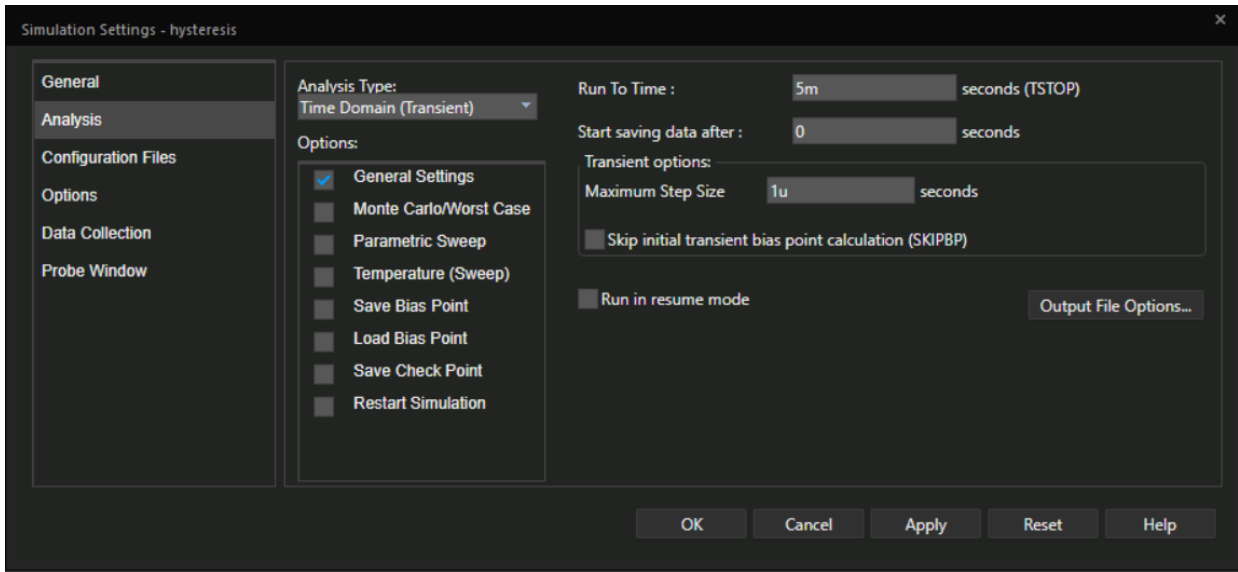 Simulation Settings - hysteresis
General
Analysis
Configuration Files
Options
Data Collection
Probe Window
Analysis Type:
Time Domain (Transient)
Options:
General Settings
Monte Carlo/Worst Case
Parametric Sweep
Temperature (Sweep)
Save Bias Point
Load Bias Point
Save Check Point
Restart Simulation
Run To Time : 5m seconds (TSTOP)
Start saving data after : 0 seconds
Transient options:
Maximum Step Size 1u seconds
Skip initial transient bias point calculation (SKIPBP)
Run in resume mode
Output File Options...
OK Cancel Apply Reset Help